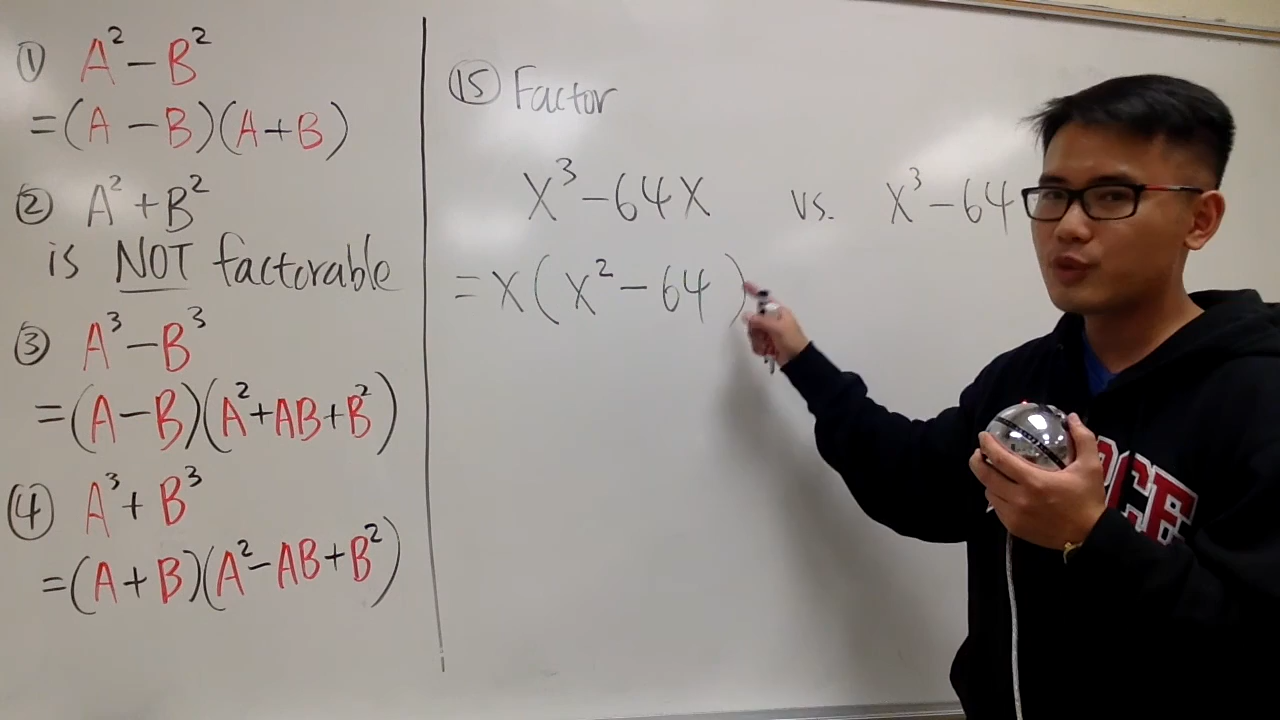 ① A² − B²
= (A − B)(A + B)
② A² + B²
is NOT factorable
③ A³ − B³
= (A − B)(A² + AB + B²)
④ A³ + B³
= (A + B)(A² − AB + B²)
⑮ Factor
x³ − 64x vs. x³ − 64
= x(x² − 64)